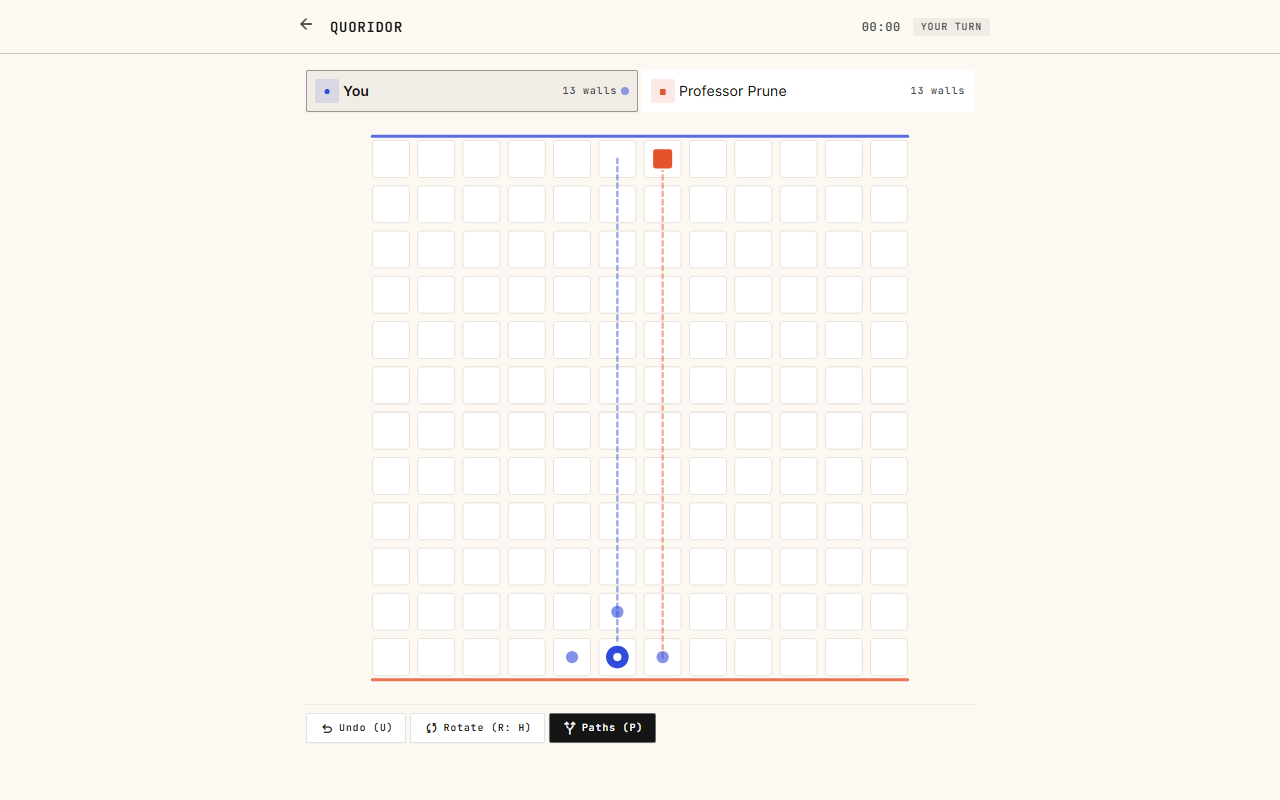 QUORIDOR
00:00
YOUR TURN
You
13 walls
Professor Prune
13 walls
Undo (U)
Rotate (R: H)
Paths (P)